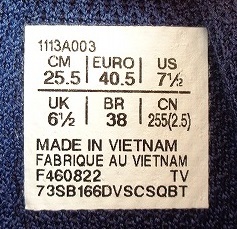 1113A003
CM EURO US
25.5 40.5 7½
UK BR CN
6½ 38 255(2.5)
MADE IN VIETNAM
FABRIQUE AU VIETNAM
F460822 TV
73SB166DVSCSQBT